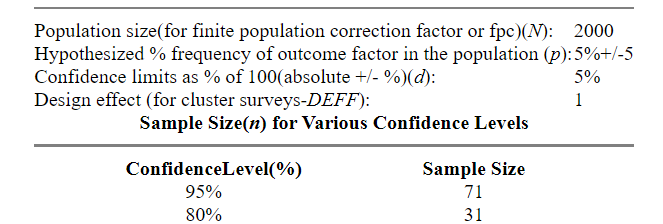 Population size(for finite population correction factor or fpc)(N): 2000
Hypothesized % frequency of outcome factor in the population (p):5%+/-5
Confidence limits as % of 100(absolute +/- %)(d): 5%
Design effect (for cluster surveys-DEFF): 1
Sample Size(n) for Various Confidence Levels
ConfidenceLevel(%) Sample Size
95% 71
80% 31